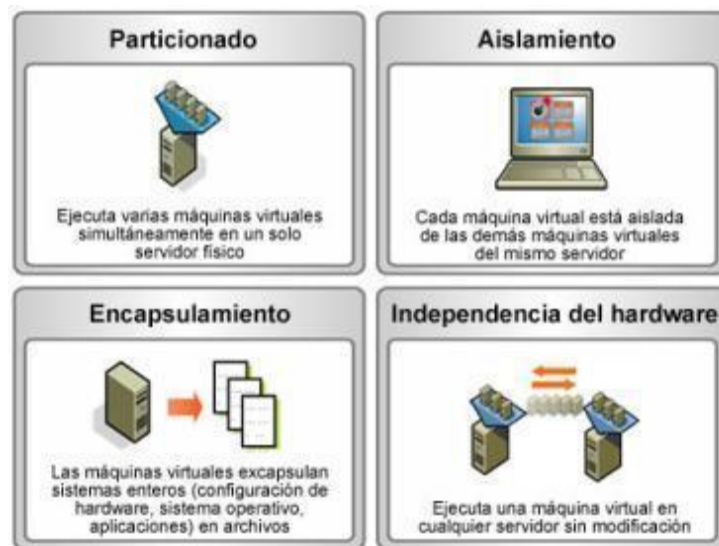 Particionado
Ejecuta varias máquinas virtuales
simultáneamente en un solo
servidor físico
Aislamiento
Cada máquina virtual está aislada
de las demás máquinas virtuales
del mismo servidor
Encapsulamiento
Las máquinas virtuales excapsulan
sistemas enteros (configuración de
hardware, sistema operativo,
aplicaciones) en archivos
Independencia del hardware
Ejecuta una máquina virtual en
cualquier servidor sin modificación